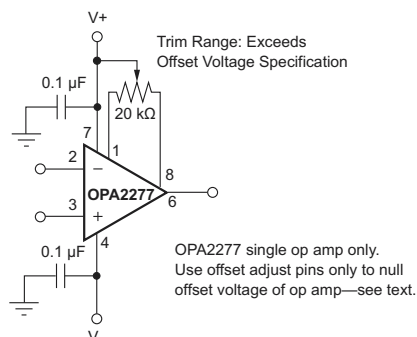 V+
Trim Range: Exceeds
Offset Voltage Specification
0.1 µF
20 kΩ
7
1
2
−
8
OPA2277
6
3
+
4
0.1 µF
OPA2277 single op amp only.
Use offset adjust pins only to null
offset voltage of op amp—see text.
V